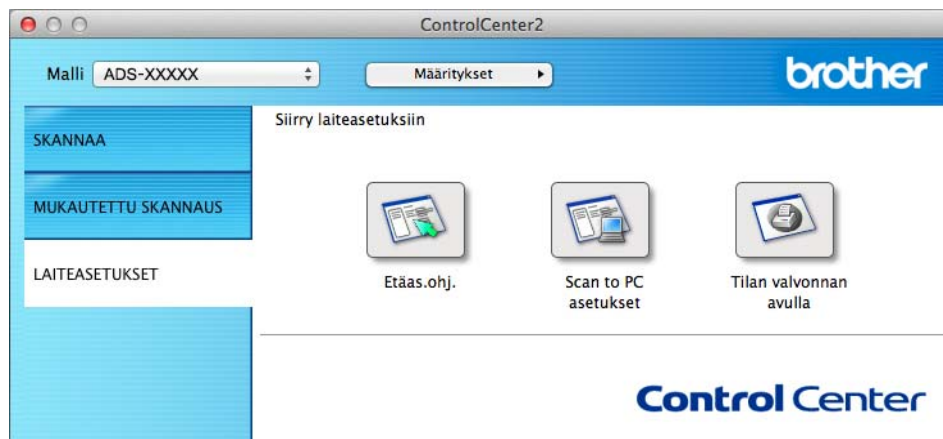 ControlCenter2
Malli ADS-XXXXX Määritykset brother
SKANNAA
MUKAUTETTU SKANNAUS
LAITEASETUKSET
Siirry laiteasetuksiin
Etäas.ohj.
Scan to PC
asetukset
Tilan valvonnan
avulla
Control Center